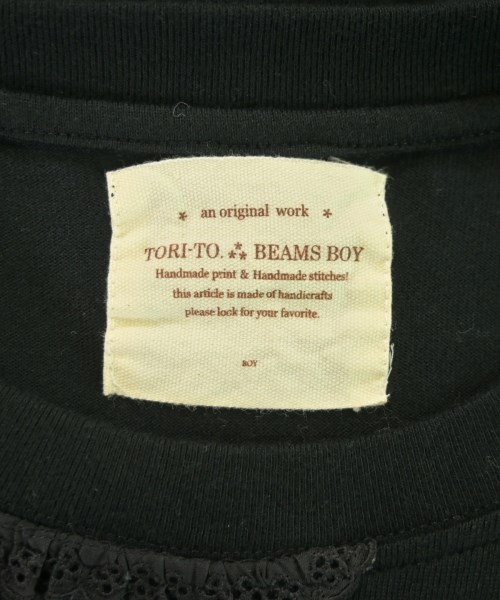 * an original work *
TORI-TO. ⁂ BEAMS BOY
Handmade print & Handmade stitches!
this article is made of handicrafts
please look for your favorite.
BOY